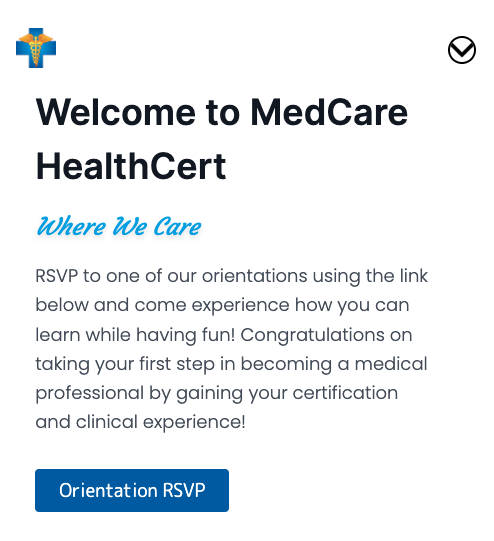 Welcome to MedCare
HealthCert
Where We Care
RSVP to one of our orientations using the link
below and come experience how you can
learn while having fun! Congratulations on
taking your first step in becoming a medical
professional by gaining your certification
and clinical experience!
Orientation RSVP